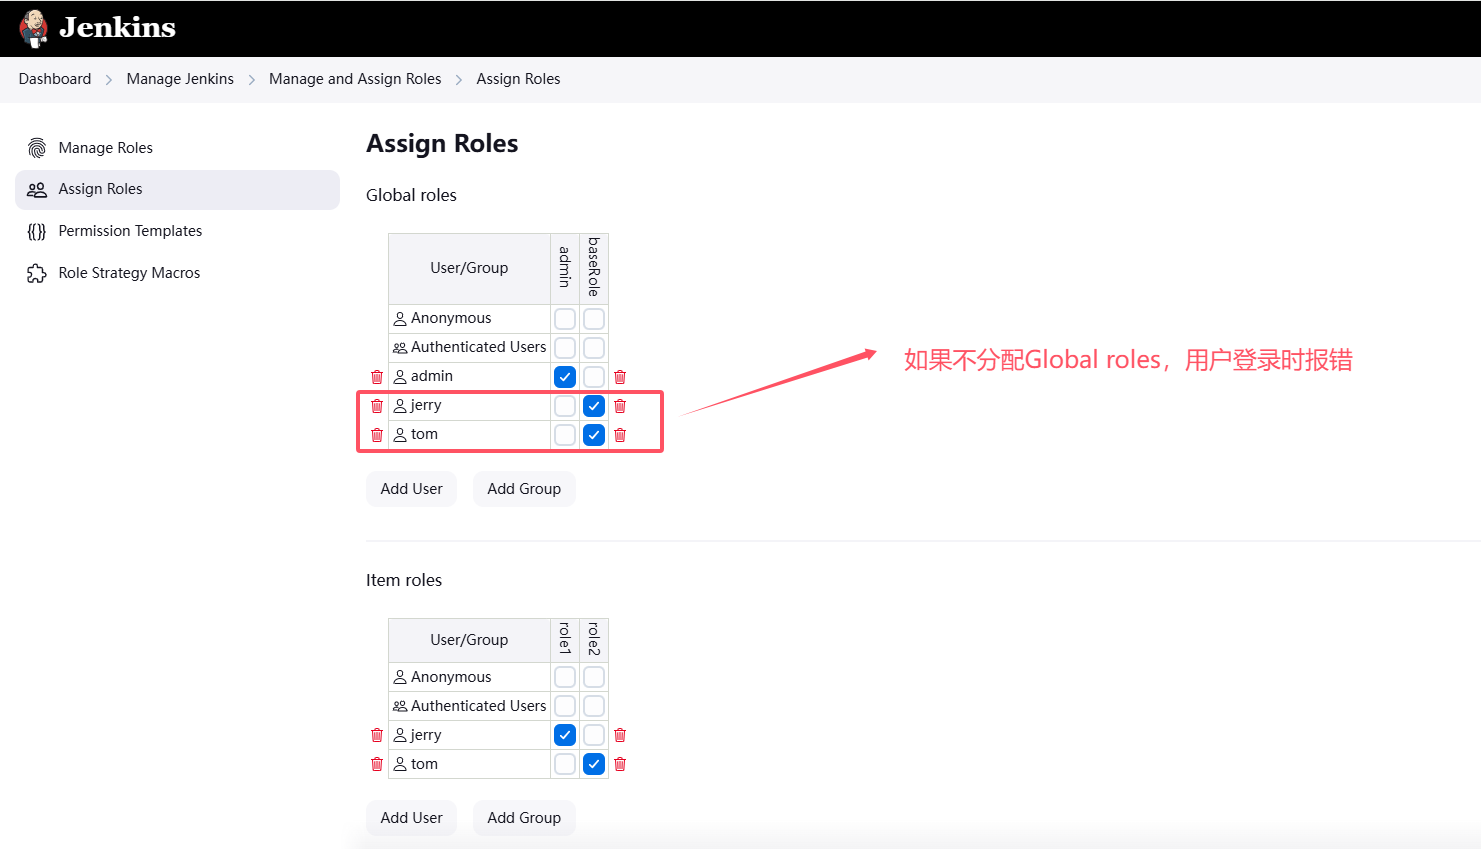 Jenkins
Dashboard
Manage Jenkins
Manage and Assign Roles
Assign Roles
Manage Roles
Assign Roles
Permission Templates
Role Strategy Macros
Assign Roles
Global roles
User/Group
admin
baseRole
Anonymous
Authenticated Users
admin
jerry
tom
如果不分配Global roles，用户登录时报错
Add User
Add Group
Item roles
User/Group
role1
role2
Anonymous
Authenticated Users
jerry
tom
Add User
Add Group